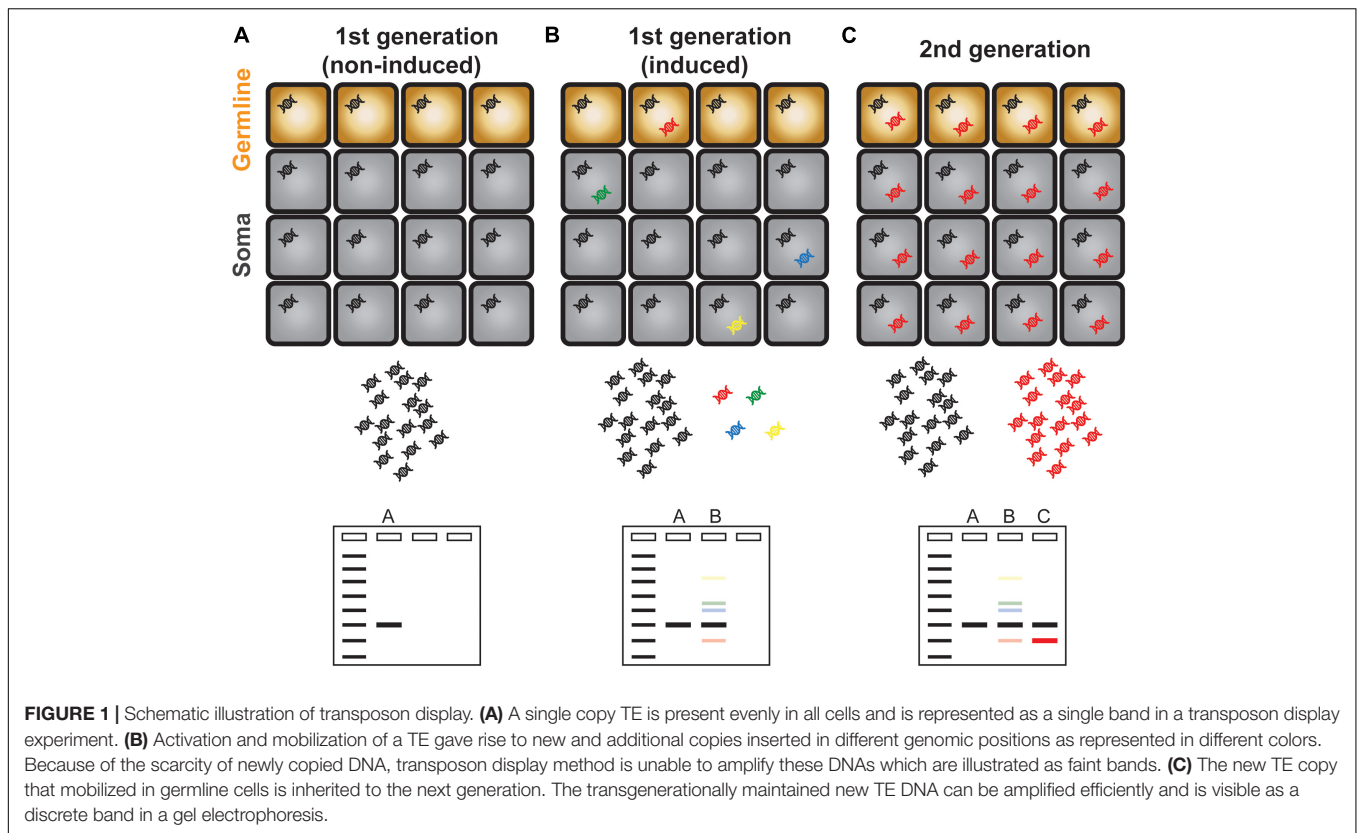 A
1st generation
(non-induced)
B
1st generation
(induced)
C
2nd generation
Germline
Soma
A
A B
A B C
FIGURE 1 | Schematic illustration of transposon display. (A) A single copy TE is present evenly in all cells and is represented as a single band in a transposon display
experiment. (B) Activation and mobilization of a TE gave rise to new and additional copies inserted in different genomic positions as represented in different colors.
Because of the scarcity of newly copied DNA, transposon display method is unable to amplify these DNAs which are illustrated as faint bands. (C) The new TE copy
that mobilized in germline cells is inherited to the next generation. The transgenerationally maintained new TE DNA can be amplified efficiently and is visible as a
discrete band in a gel electrophoresis.